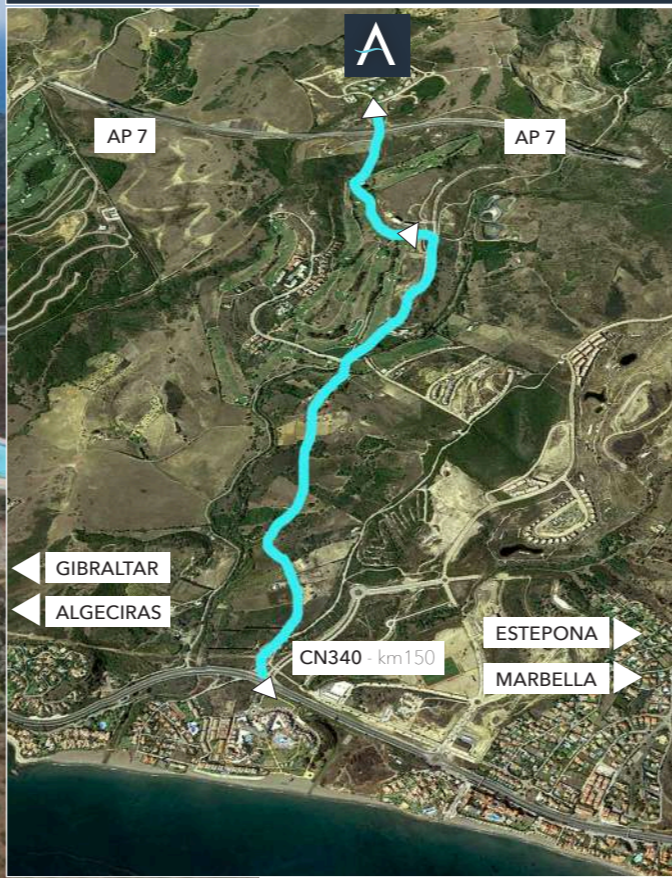 AP 7
AP 7
GIBRALTAR
ALGECIRAS
ESTEPONA
CN340 - km150
MARBELLA